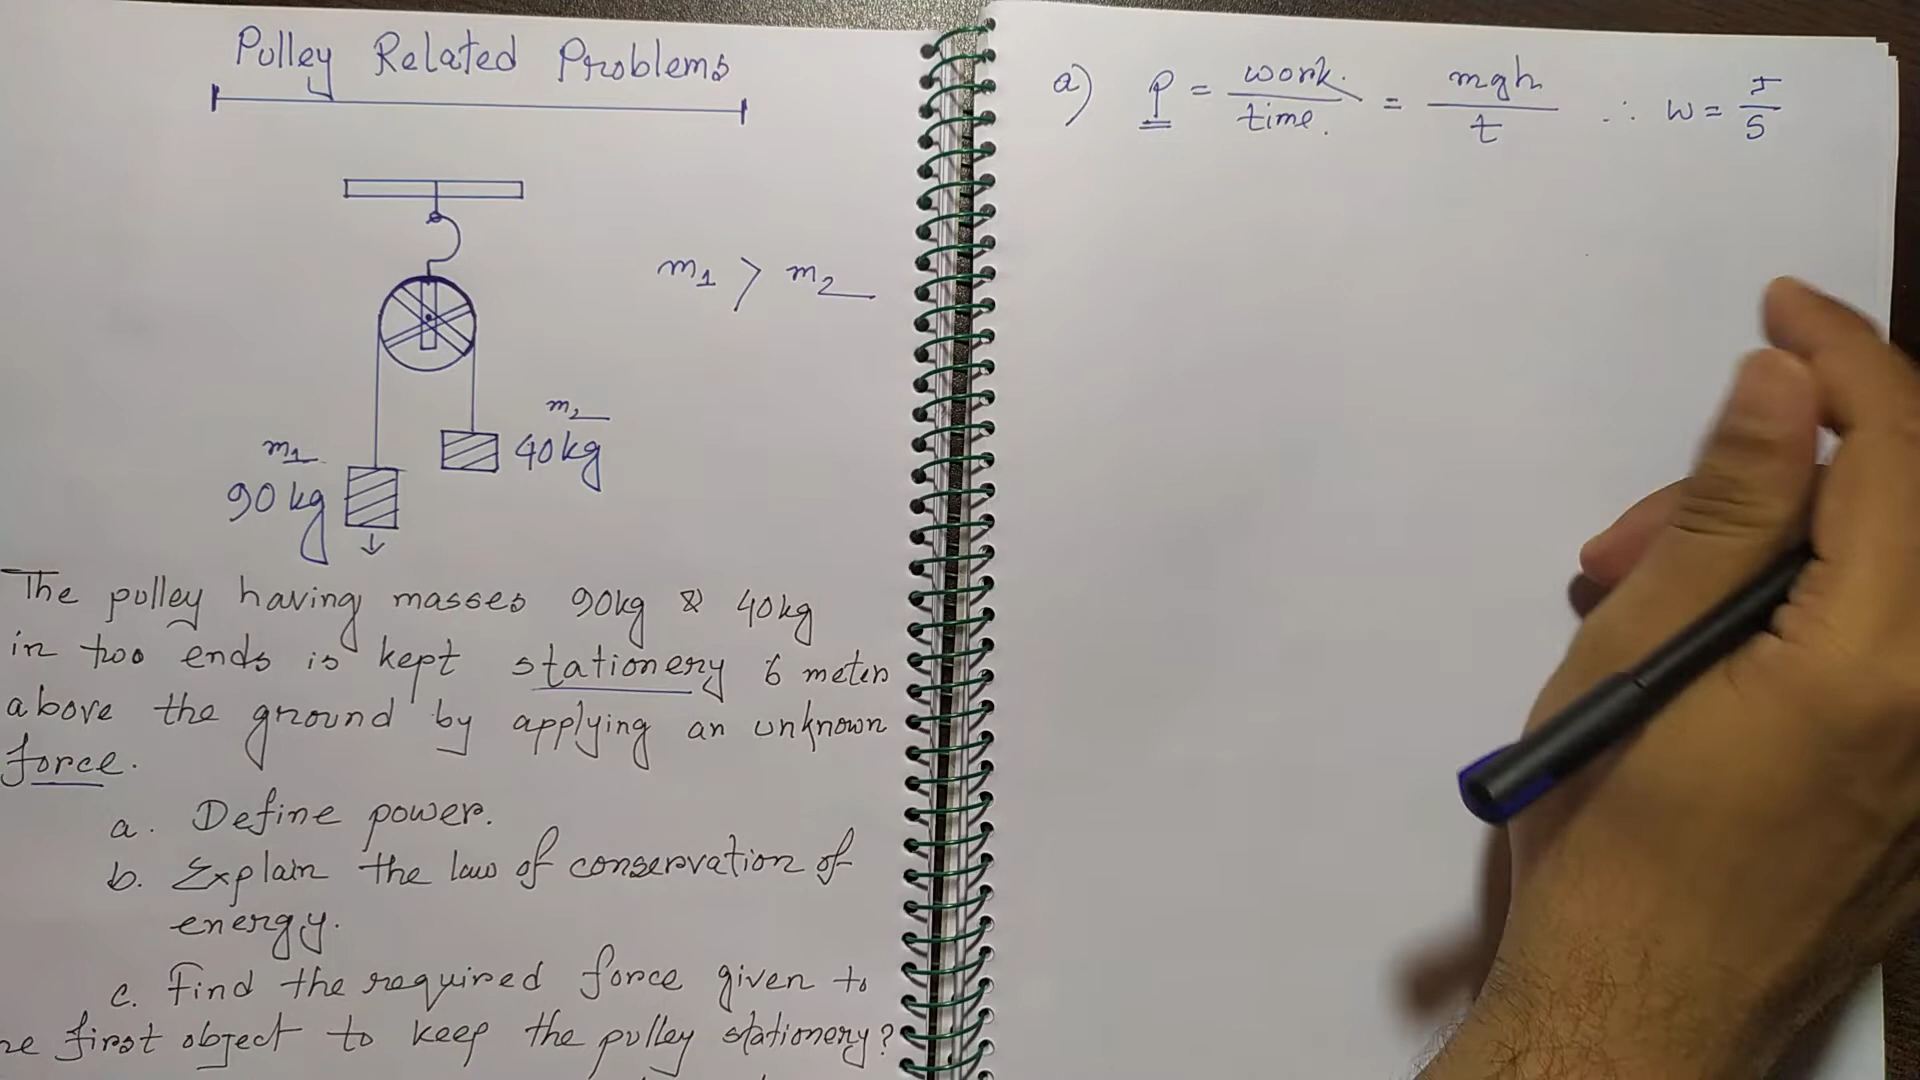 Pulley Related Problems
m1 > m2
m2
40kg
m1
90 kg
The pulley having masses 90kg & 40kg
in two ends is kept stationery 6 meter
above the ground by applying an unknown
force.
a. Define power.
b. Explain the law of conservation of
energy.
c. Find the required force given to
first object to keep the pulley stationery?
a) P = work / time. = mgh / t ∴ W = J / S